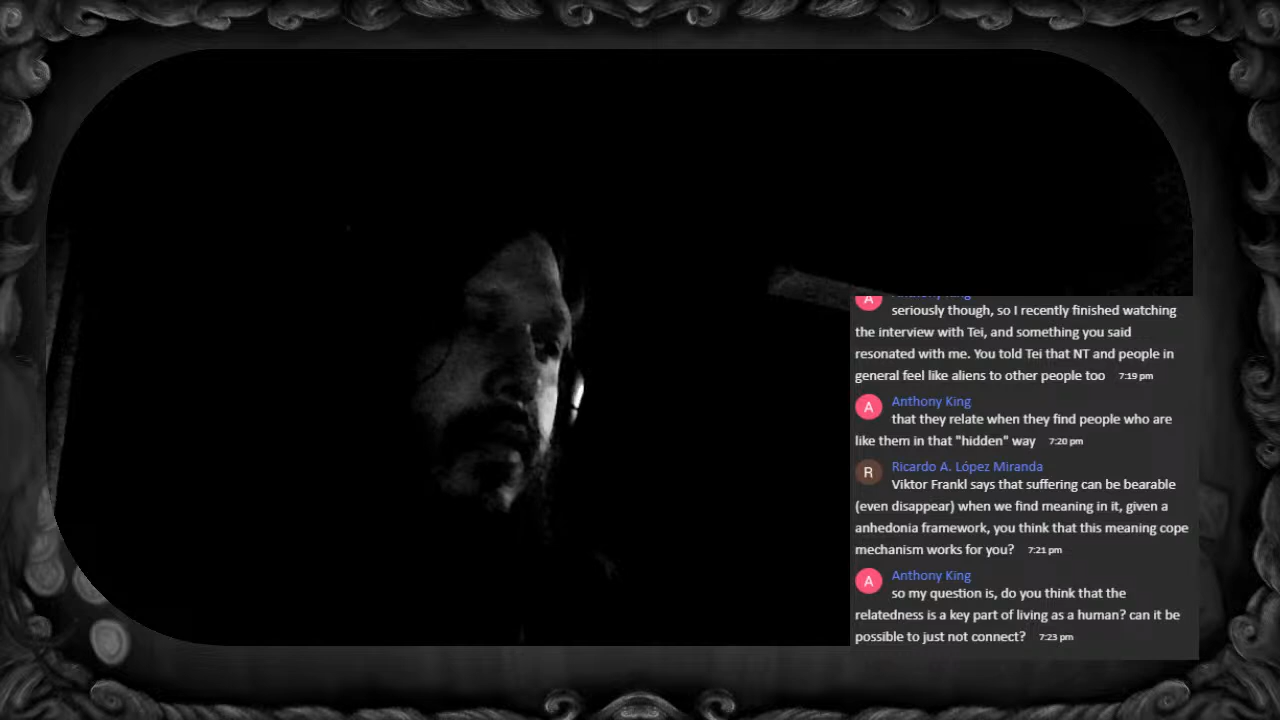 Anthony King
A
seriously though, so I recently finished watching
the interview with Tei, and something you said
resonated with me. You told Tei that NT and people in
general feel like aliens to other people too 7:19 pm
A
Anthony King
that they relate when they find people who are
like them in that "hidden" way 7:20 pm
R
Ricardo A. López Miranda
Viktor Frankl says that suffering can be bearable
(even disappear) when we find meaning in it, given a
anhedonia framework, you think that this meaning cope
mechanism works for you? 7:21 pm
A
Anthony King
so my question is, do you think that the
relatedness is a key part of living as a human? can it be
possible to just not connect? 7:23 pm